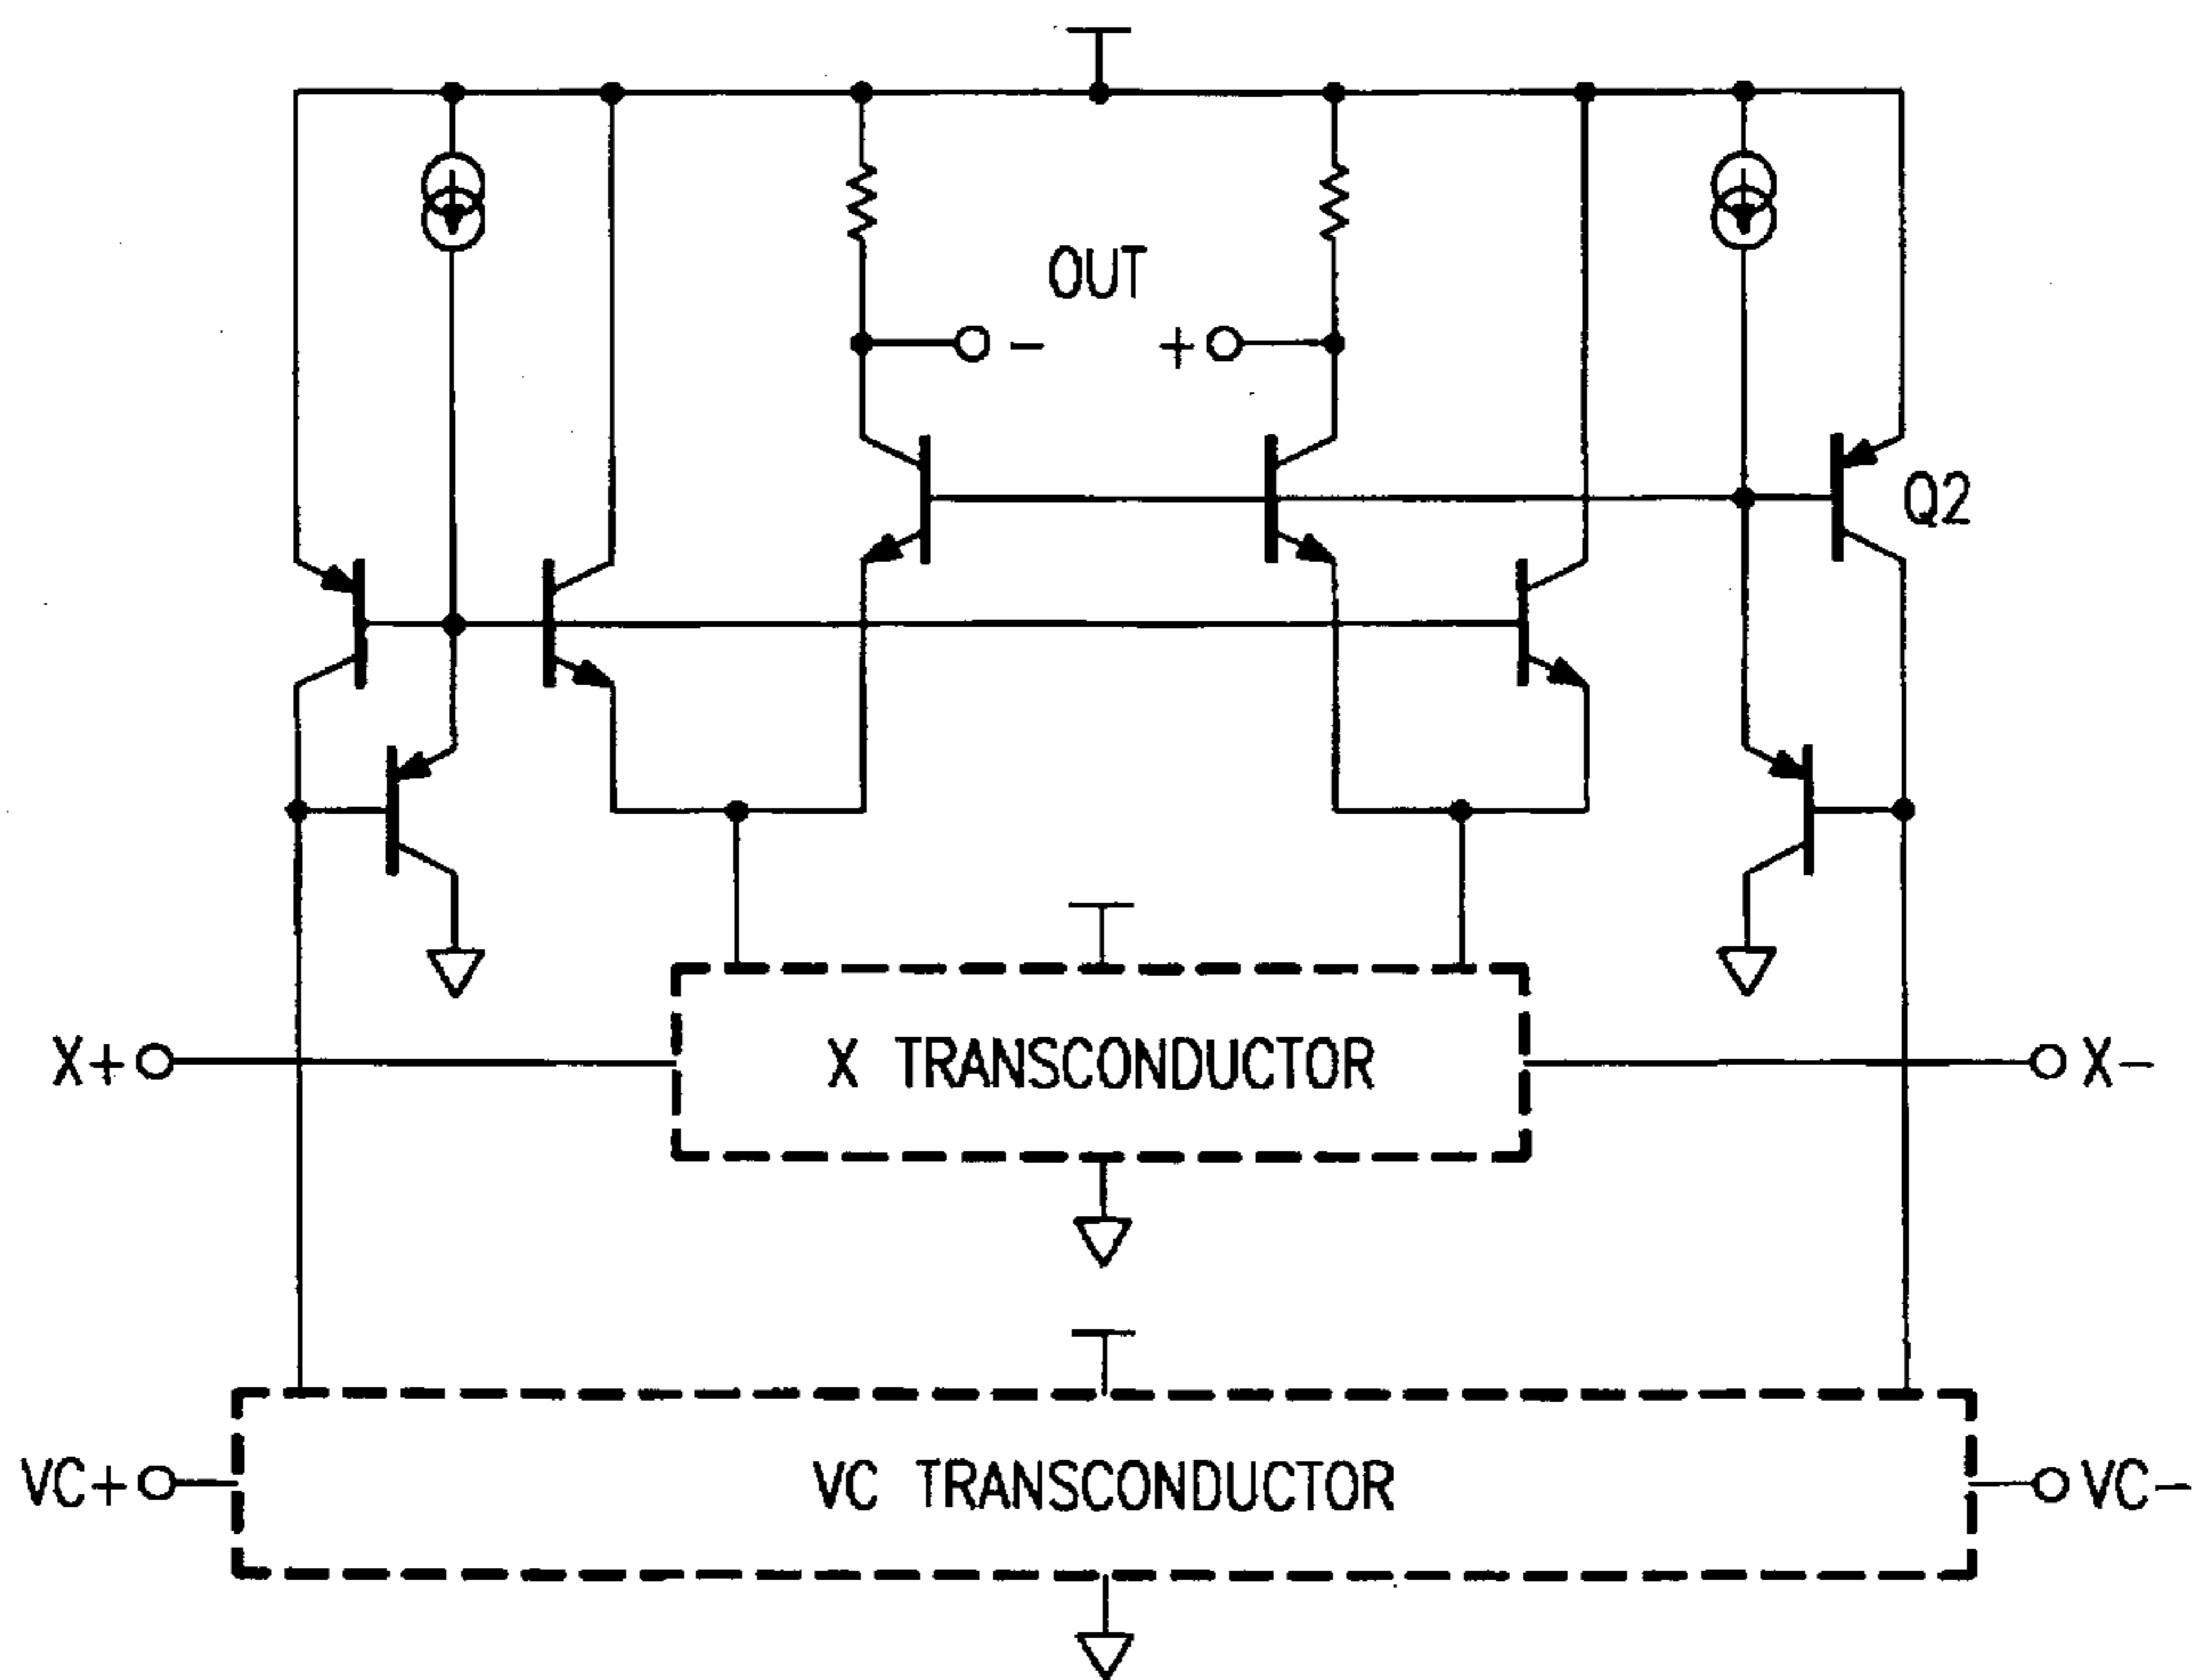 OUT
- +
Q2
X+ X TRANSCONDUCTOR X-
VC+ VC TRANSCONDUCTOR VC-